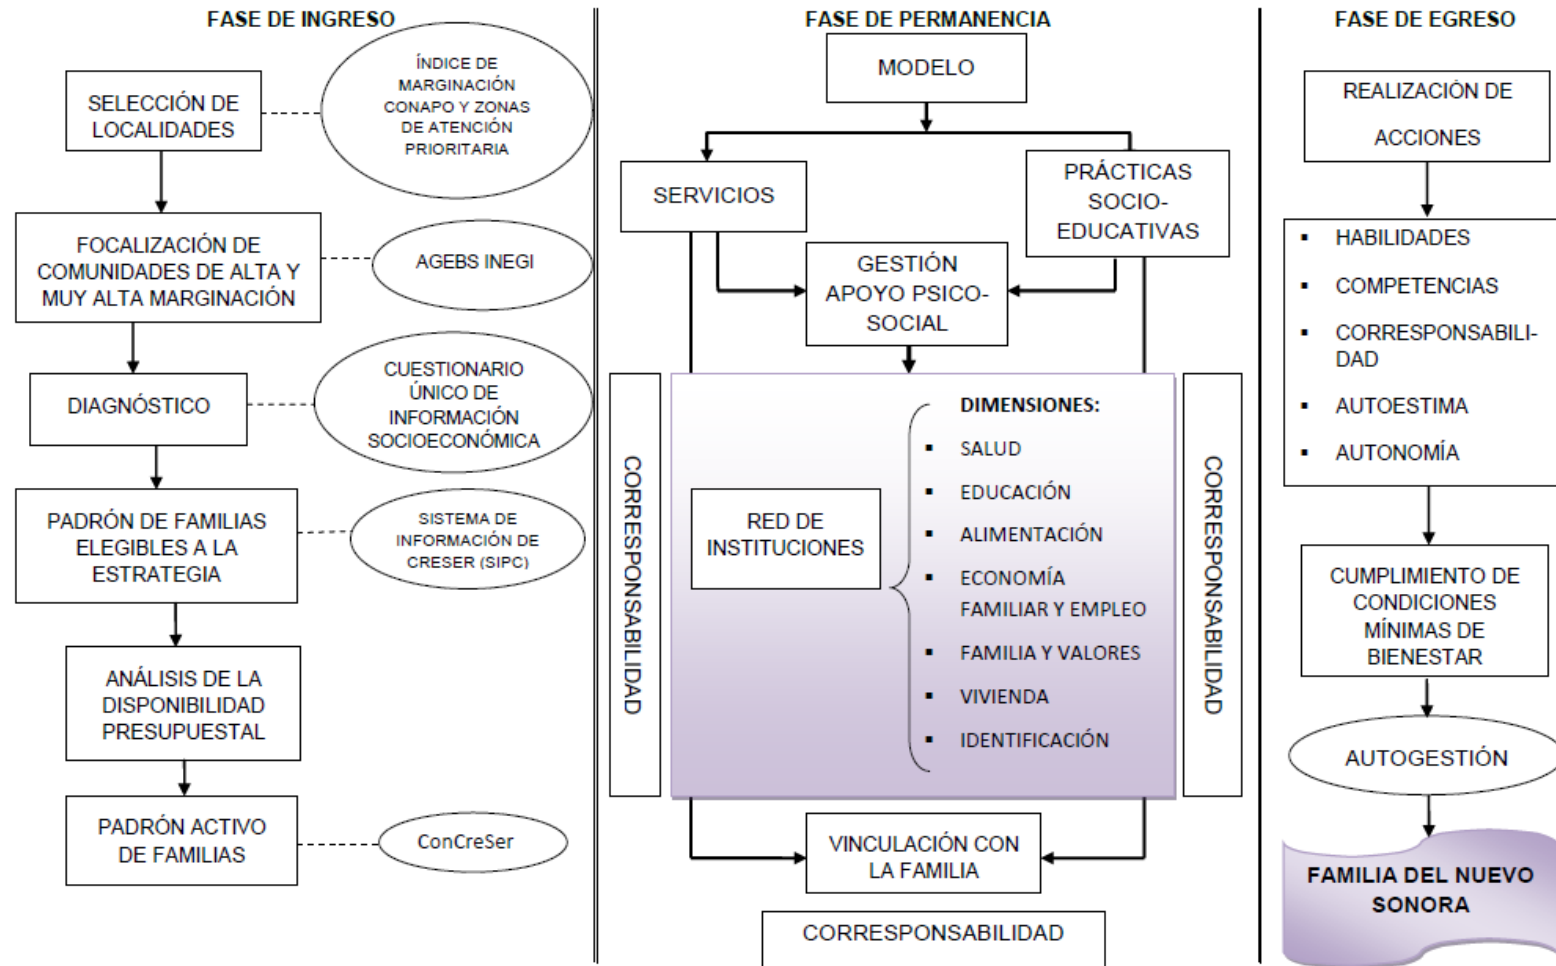 FASE DE INGRESO
SELECCIÓN DE
LOCALIDADES
ÍNDICE DE
MARGINACIÓN
CONAPO Y ZONAS
DE ATENCIÓN
PRIORITARIA
FOCALIZACIÓN DE
COMUNIDADES DE ALTA Y
MUY ALTA MARGINACIÓN
AGEBS INEGI
DIAGNÓSTICO
CUESTIONARIO
ÚNICO DE
INFORMACIÓN
SOCIOECONÓMICA
PADRÓN DE FAMILIAS
ELEGIBLES A LA
ESTRATEGIA
SISTEMA DE
INFORMACIÓN DE
CRESER (SIPC)
ANÁLISIS DE LA
DISPONIBILIDAD
PRESUPUESTAL
PADRÓN ACTIVO
DE FAMILIAS
ConCreSer
FASE DE PERMANENCIA
MODELO
SERVICIOS
PRÁCTICAS
SOCIO-
EDUCATIVAS
GESTIÓN
APOYO PSICO-
SOCIAL
CORRESPONSABILIDAD
RED DE
INSTITUCIONES
DIMENSIONES:
▪ SALUD
▪ EDUCACIÓN
▪ ALIMENTACIÓN
▪ ECONOMÍA
FAMILIAR Y EMPLEO
▪ FAMILIA Y VALORES
▪ VIVIENDA
▪ IDENTIFICACIÓN
CORRESPONSABILIDAD
VINCULACIÓN CON
LA FAMILIA
CORRESPONSABILIDAD
FASE DE EGRESO
REALIZACIÓN DE
ACCIONES
▪ HABILIDADES
▪ COMPETENCIAS
▪ CORRESPONSABILI-
DAD
▪ AUTOESTIMA
▪ AUTONOMÍA
CUMPLIMIENTO DE
CONDICIONES
MÍNIMAS DE
BIENESTAR
AUTOGESTIÓN
FAMILIA DEL NUEVO
SONORA